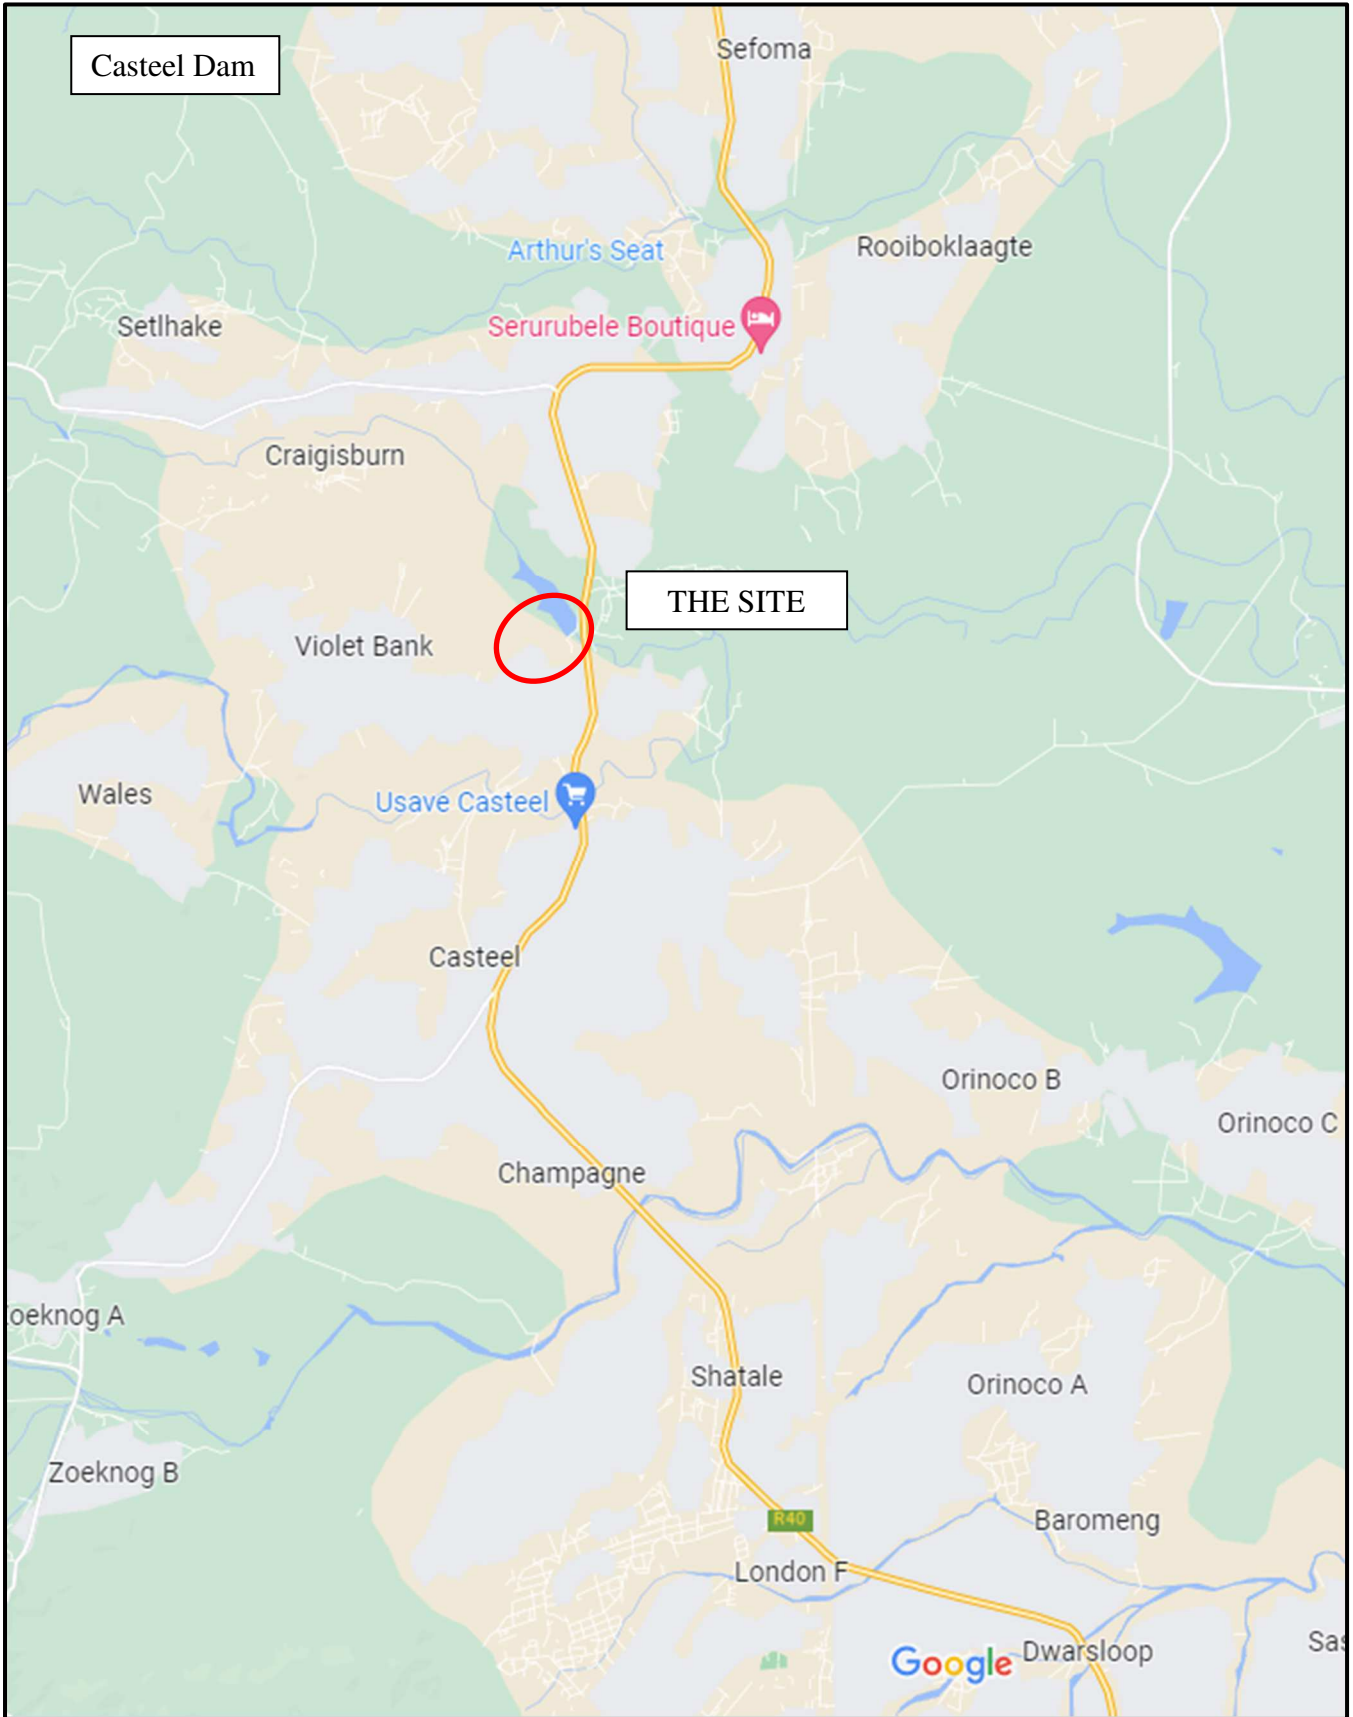 Sefoma
Casteel Dam
Arthur's Seat
Rooiboklaagte
Setlhake
Serurubele Boutique
Craigisburn
THE SITE
Violet Bank
Wales
Usave Casteel
Casteel
Orinoco B
Orinoco C
Champagne
oeknog A
Shatale
Orinoco A
Zoeknog B
R40
Baromeng
London F
Sas
Google
Dwarsloop